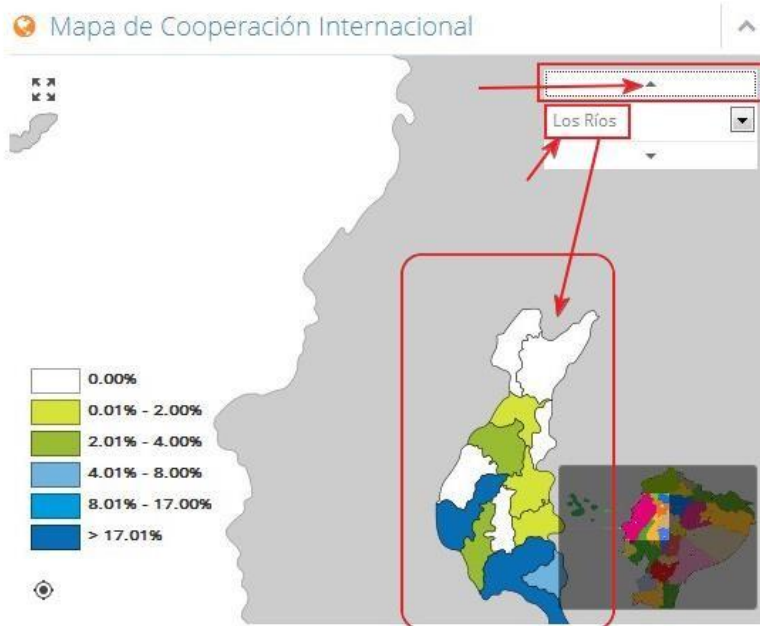 Mapa de Cooperación Internacional
Los Ríos
0.00%
0.01% - 2.00%
2.01% - 4.00%
4.01% - 8.00%
8.01% - 17.00%
> 17.01%